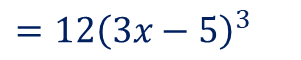 = 12(3x − 5)³